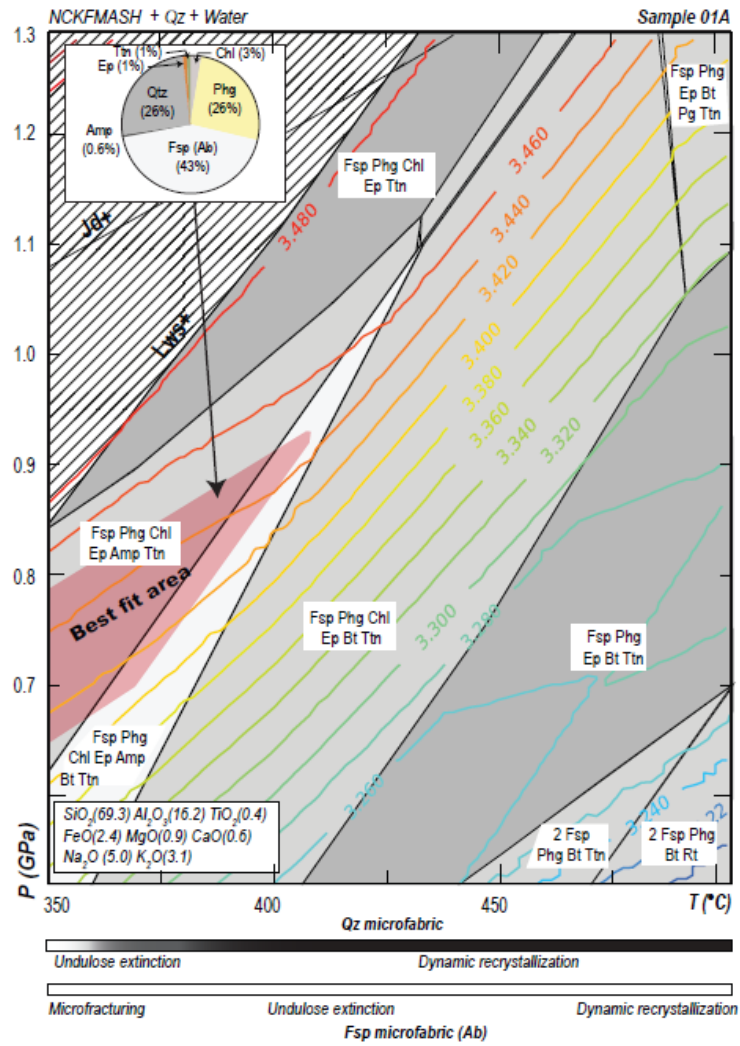 NCKFMASH + Qz + Water
Sample 01A
1.3
1.2
1.1
1.0
0.9
0.8
0.7
P (GPa)
Ttn (1%)
Chl (3%)
Ep (1%)
Phg
(26%)
Qtz
(26%)
Amp
(0.6%)
Fsp (Ab)
(43%)
Fsp Phg
Ep Bt
Pg Ttn
Fsp Phg Chl
Ep Ttn
Jd+
Lws+
3.480
3.460
3.440
3.420
3.400
3.380
3.360
3.340
3.320
3.300
3.280
3.260
3.240
Fsp Phg Chl
Ep Amp Ttn
Best fit area
Fsp Phg Chl
Ep Bt Ttn
Fsp Phg
Ep Bt Ttn
Fsp Phg
Chl Ep Amp
Bt Ttn
2 Fsp
Phg Bt Ttn
2 Fsp Phg
Bt Rt
SiO2(69.3) Al2O3(16.2) TiO2(0.4)
FeO(2.4) MgO(0.9) CaO(0.6)
Na2O (5.0) K2O(3.1)
350
400
450
T (°C)
Qz microfabric
Undulose extinction
Dynamic recrystallization
Microfracturing
Undulose extinction
Dynamic recrystallization
Fsp microfabric (Ab)